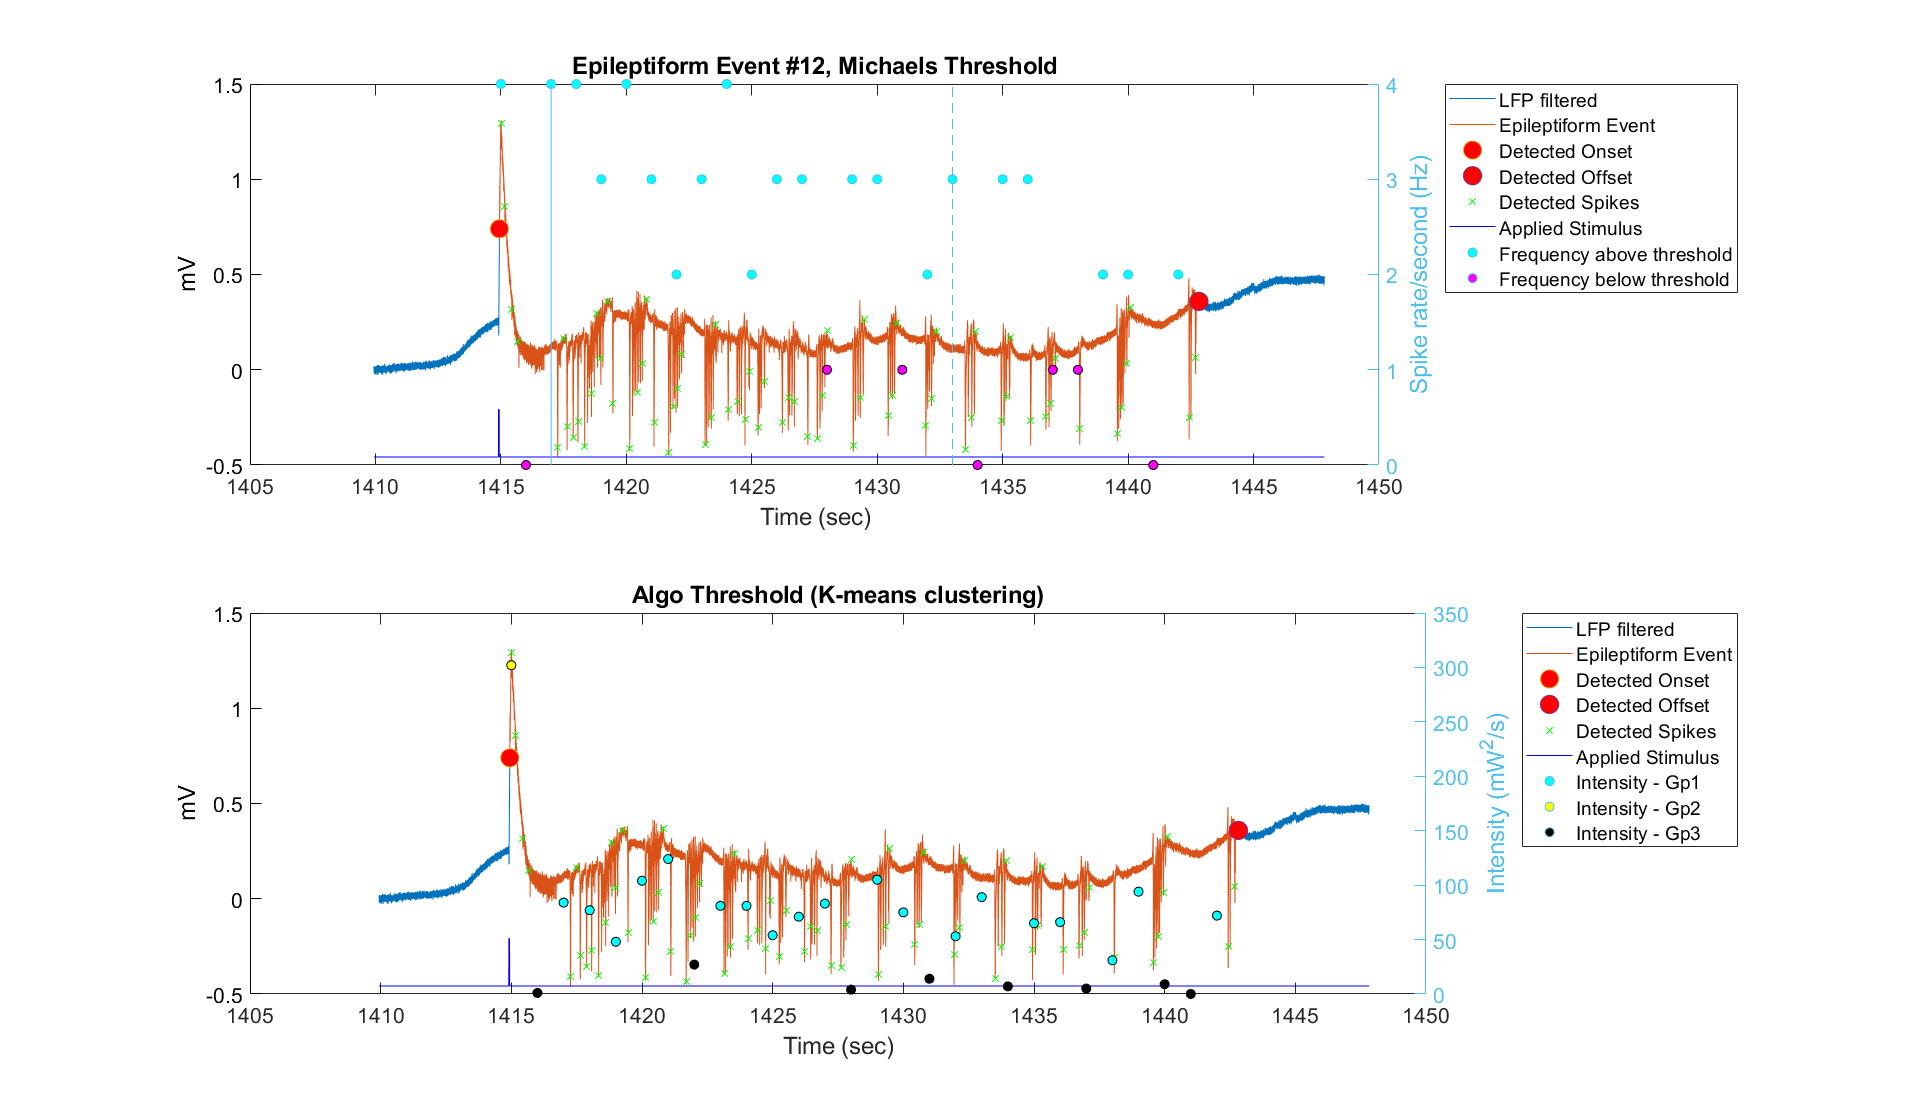 Epileptiform Event #12, Michaels Threshold
1.5
1
0.5
0
-0.5
mV
4
3
2
1
0
Spike rate/second (Hz)
1405 1410 1415 1420 1425 1430 1435 1440 1445 1450
Time (sec)
LFP filtered
Epileptiform Event
Detected Onset
Detected Offset
Detected Spikes
Applied Stimulus
Frequency above threshold
Frequency below threshold
Algo Threshold (K-means clustering)
1.5
1
0.5
0
-0.5
mV
350
300
250
200
150
100
50
0
Intensity (mW²/s)
1405 1410 1415 1420 1425 1430 1435 1440 1445 1450
Time (sec)
LFP filtered
Epileptiform Event
Detected Onset
Detected Offset
Detected Spikes
Applied Stimulus
Intensity - Gp1
Intensity - Gp2
Intensity - Gp3